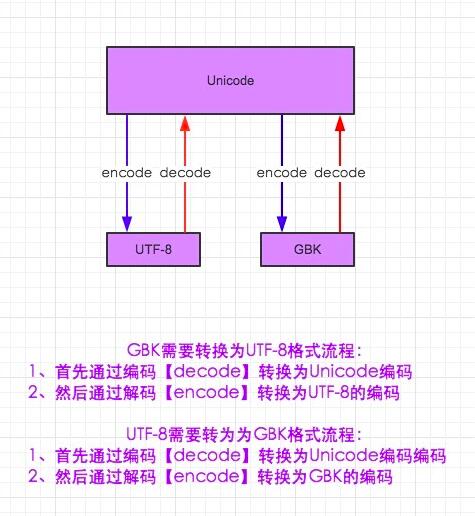 Unicode
encode decode encode decode
UTF-8 GBK
GBK需要转换为UTF-8格式流程：
1、首先通过编码【decode】转换为Unicode编码
2、然后通过解码【encode】转换为UTF-8的编码
UTF-8需要转为为GBK格式流程：
1、首先通过编码【decode】转换为Unicode编码编码
2、然后通过解码【encode】转换为GBK的编码